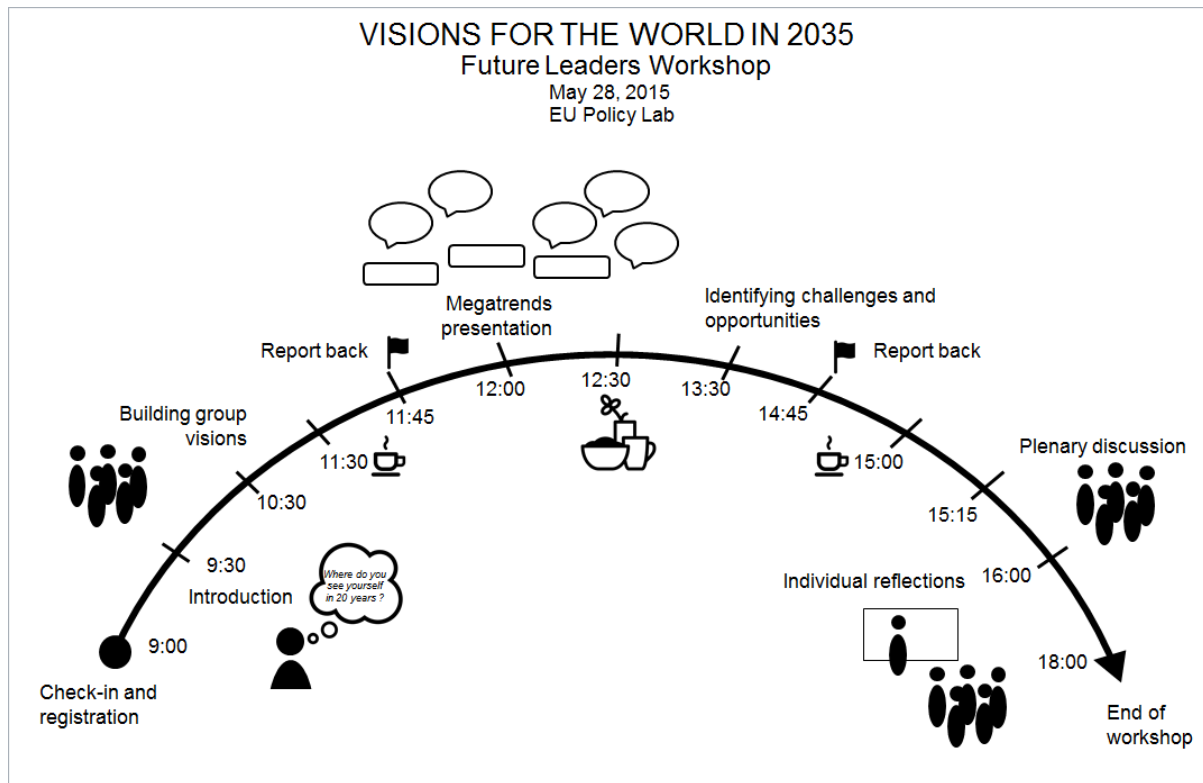 VISIONS FOR THE WORLD IN 2035
Future Leaders Workshop
May 28, 2015
EU Policy Lab
Megatrends
presentation
Identifying challenges and
opportunities
Report back
Report back
12:00
12:30
13:30
11:45
14:45
Building group
visions
11:30
15:00
Plenary discussion
10:30
15:15
9:30
Introduction
Where do you
see yourself
in 20 years ?
Individual reflections
16:00
9:00
18:00
Check-in and
registration
End of
workshop